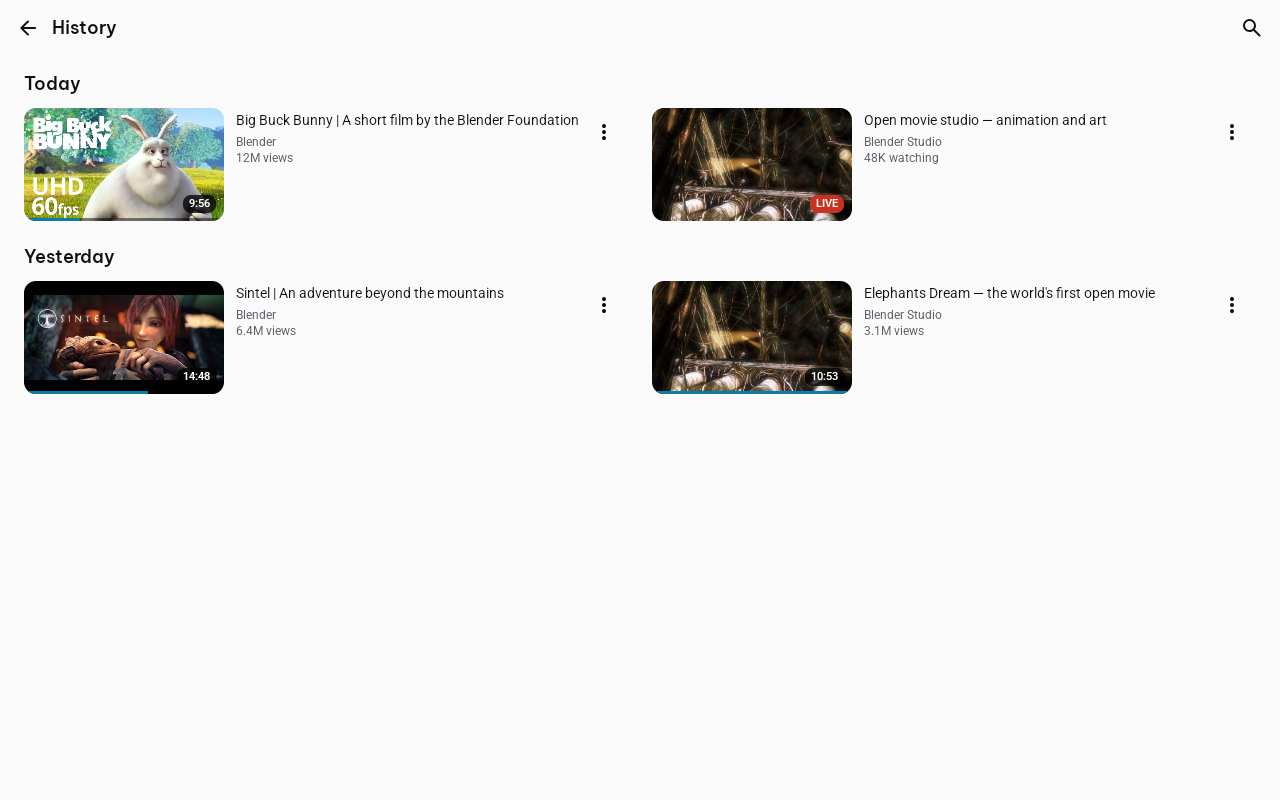 History
Today
Big Buck
BUNNY
UHD
60fps
9:56
Big Buck Bunny | A short film by the Blender Foundation
Blender
12M views
LIVE
Open movie studio — animation and art
Blender Studio
48K watching
Yesterday
SINTEL
14:48
Sintel | An adventure beyond the mountains
Blender
6.4M views
10:53
Elephants Dream — the world's first open movie
Blender Studio
3.1M views